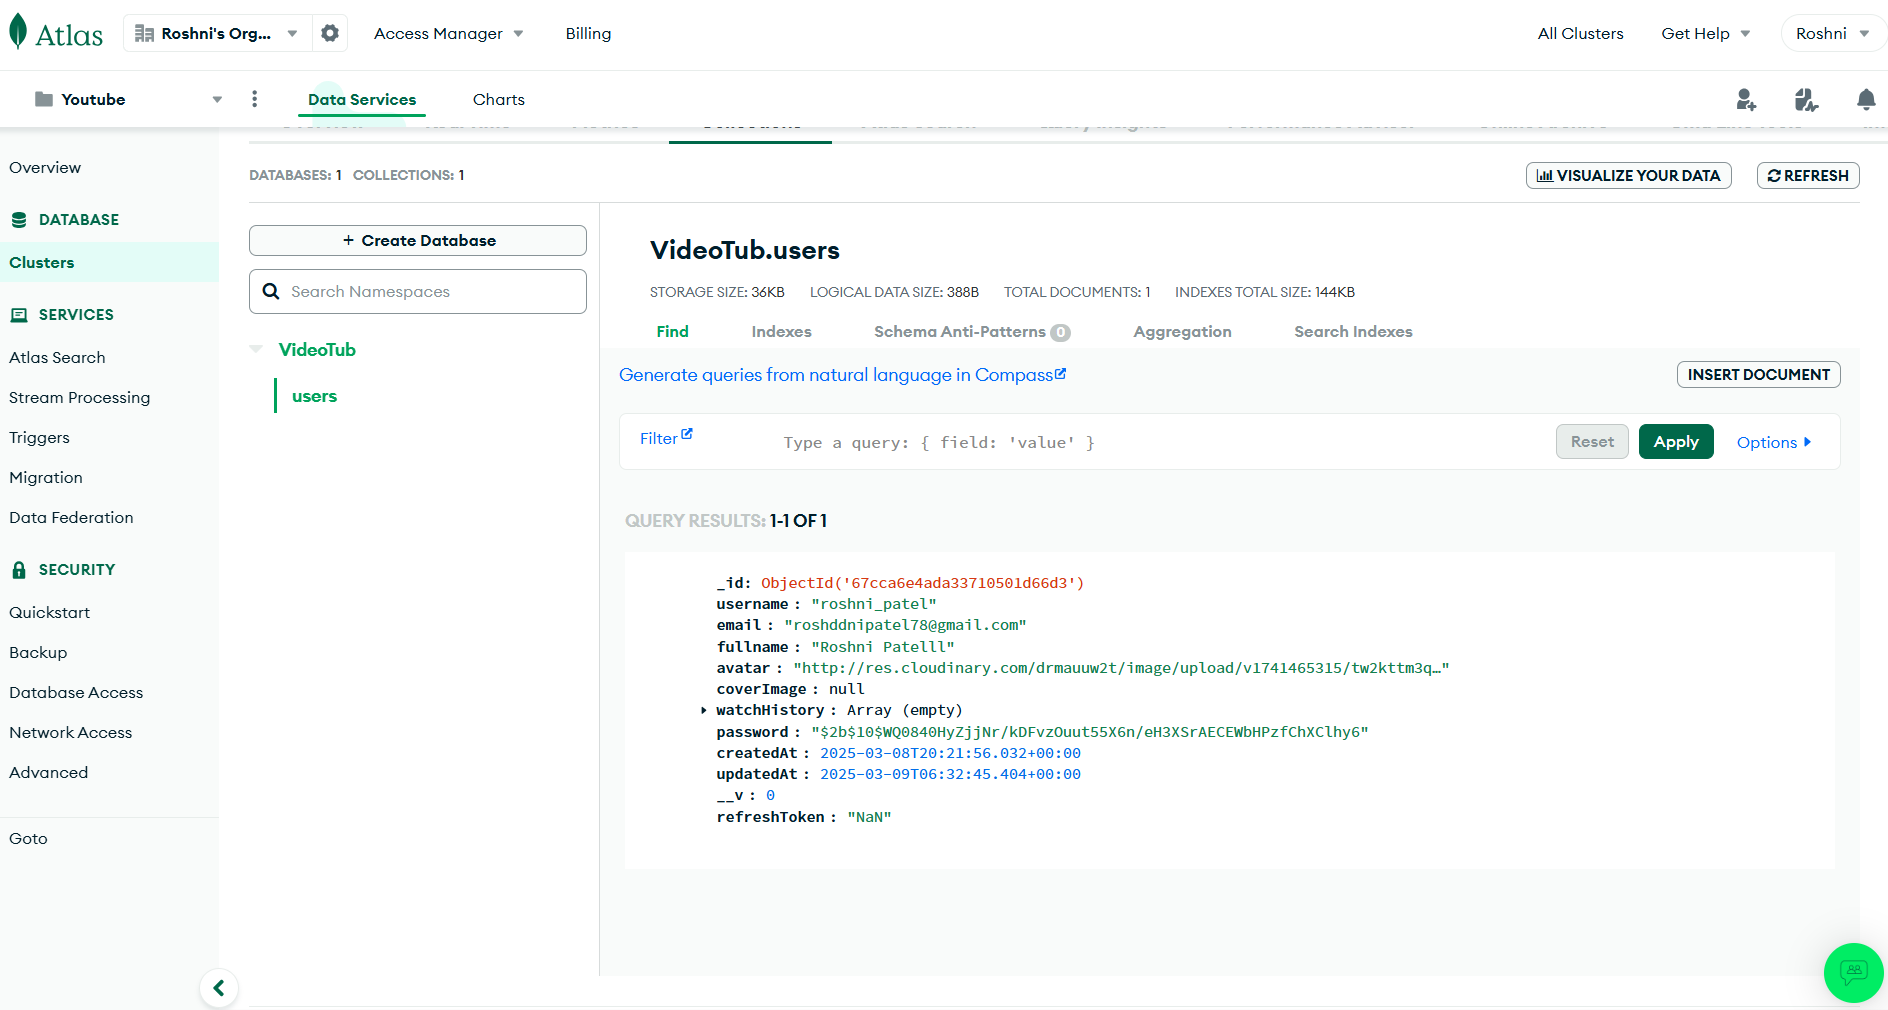 Atlas
Roshni's Org...
Access Manager
Billing
All Clusters
Get Help
Roshni
Youtube
Data Services
Charts
Collections
Overview
DATABASE
Clusters
SERVICES
Atlas Search
Stream Processing
Triggers
Migration
Data Federation
SECURITY
Quickstart
Backup
Database Access
Network Access
Advanced
Goto
DATABASES: 1 COLLECTIONS: 1
VISUALIZE YOUR DATA
REFRESH
+ Create Database
Search Namespaces
VideoTub
users
VideoTub.users
STORAGE SIZE: 36KB LOGICAL DATA SIZE: 388B TOTAL DOCUMENTS: 1 INDEXES TOTAL SIZE: 144KB
Find Indexes Schema Anti-Patterns 0 Aggregation Search Indexes
Generate queries from natural language in Compass
INSERT DOCUMENT
Filter
Type a query: { field: 'value' }
Reset
Apply
Options
QUERY RESULTS: 1-1 OF 1
_id: ObjectId('67cca6e4ada33710501d66d3')
username : "roshni_patel"
email : "roshddnipatel78@gmail.com"
fullname : "Roshni Patelll"
avatar : "http://res.cloudinary.com/drmauuw2t/image/upload/v1741465315/tw2kttm3q…"
coverImage : null
watchHistory : Array (empty)
password : "$2b$10$WQ0840HyZjjNr/kDFvzOuut55X6n/eH3XSrAECEWbHPzfChXClhy6"
createdAt : 2025-03-08T20:21:56.032+00:00
updatedAt : 2025-03-09T06:32:45.404+00:00
__v : 0
refreshToken : "NaN"